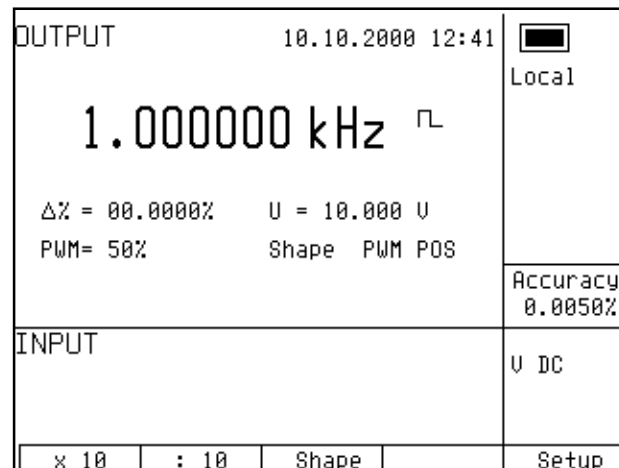 OUTPUT 10.10.2000 12:41
Local
1.000000 kHz
Δ% = 00.0000% U = 10.000 V
PWM= 50% Shape PWM POS
Accuracy
0.0050%
INPUT
V DC
x 10 : 10 Shape Setup